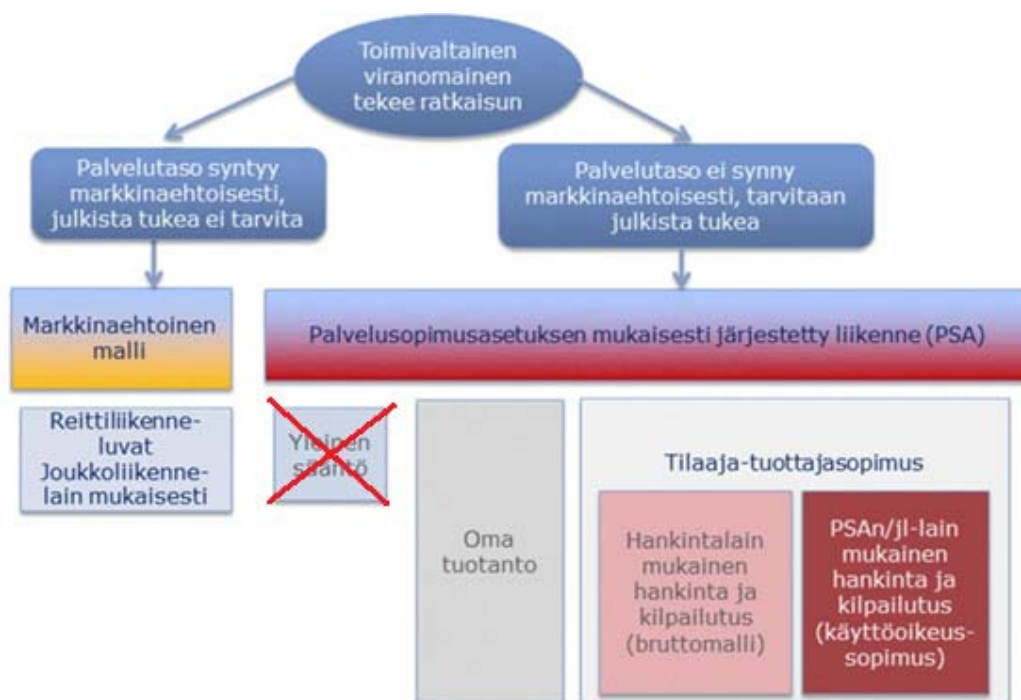 Toimivaltainen
viranomainen
tekee ratkaisun
Palvelutaso syntyy
markkinaehtoisesti,
julkista tukea ei tarvita
Palvelutaso ei synny
markkinaehtoisesti, tarvitaan
julkista tukea
Markkinaehtoinen
malli
Palvelusopimusasetuksen mukaisesti järjestetty liikenne (PSA)
Reittiliikenne-
luvat
Joukkoliikenne-
lain mukaisesti
Yleinen
sääntö
Oma
tuotanto
Tilaaja-tuottajasopimus
Hankintalain
mukainen
hankinta ja
kilpailutus
(bruttomalli)
PSAn/jl-lain
mukainen
hankinta ja
kilpailutus
(käyttöoikeus-
sopimus)